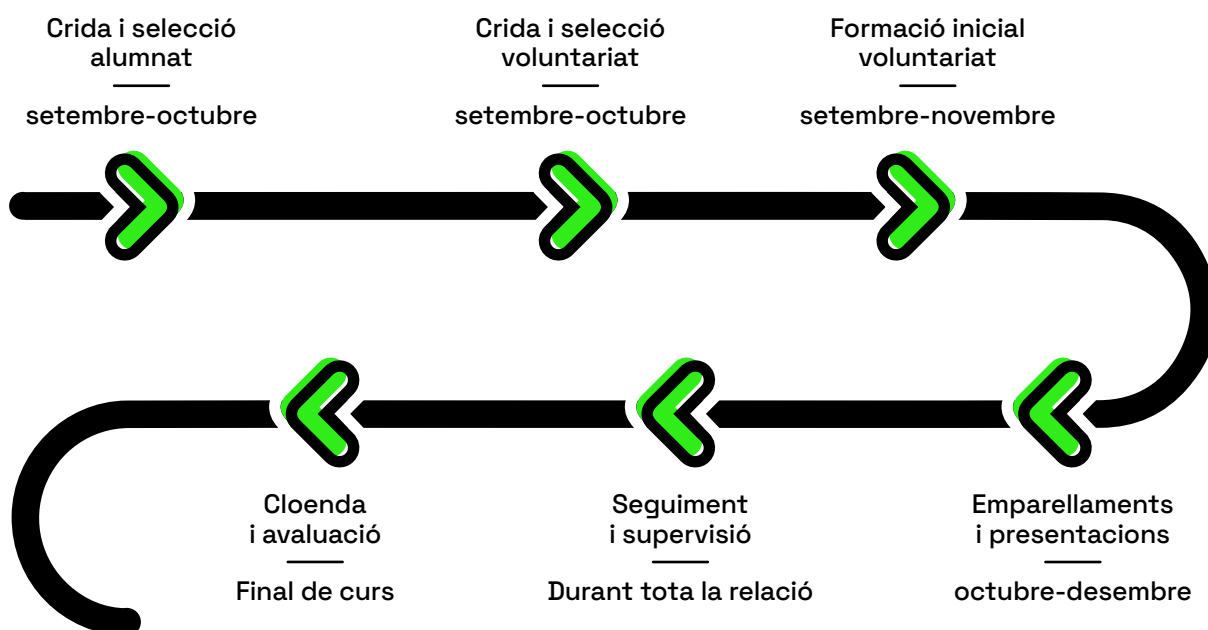 Crida i selecció
alumnat
setembre-octubre
Crida i selecció
voluntariat
setembre-octubre
Formació inicial
voluntariat
setembre-novembre
Emparellaments
i presentacions
octubre-desembre
Seguiment
i supervisió
Durant tota la relació
Cloenda
i avaluació
Final de curs